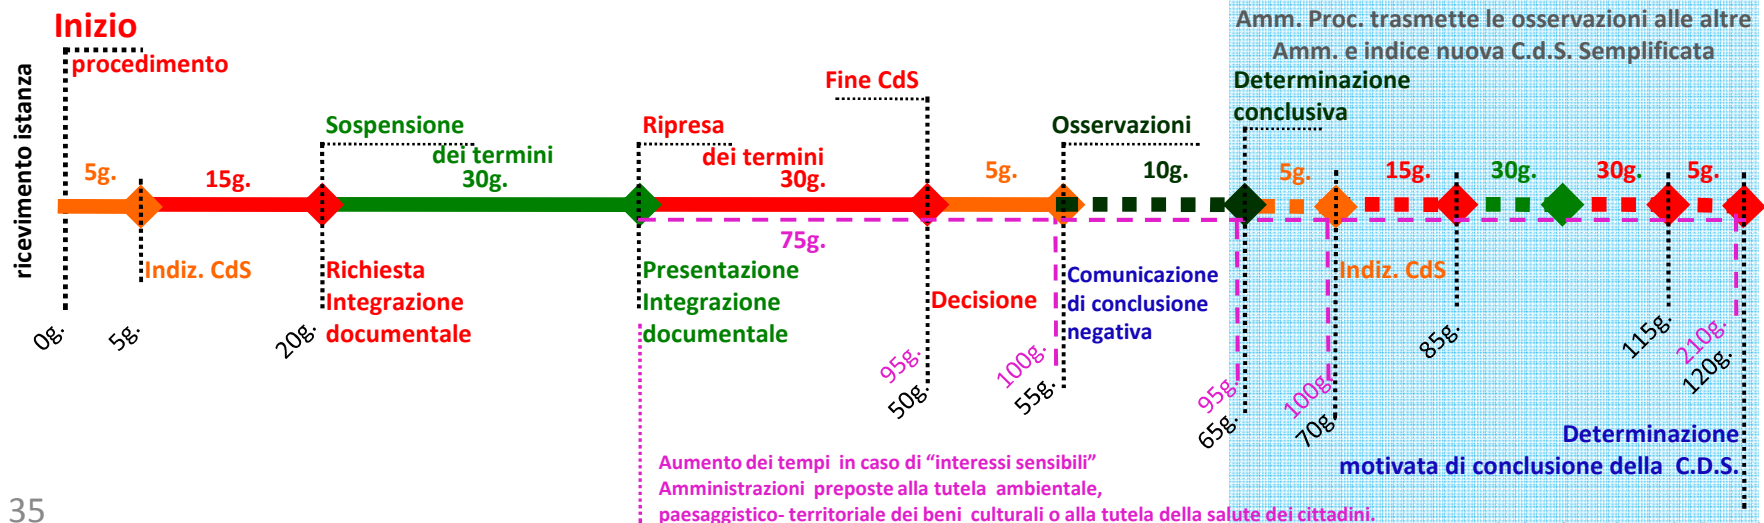 Inizio
procedimento
ricevimento istanza
Amm. Proc. trasmette le osservazioni alle altre
Amm. e indice nuova C.d.S. Semplificata
Fine CdS
Determinazione
conclusiva
Sospensione
dei termini
Ripresa
dei termini
Osservazioni
5g.
15g.
30g.
30g.
5g.
10g.
5g.
15g.
30g.
30g.
5g.
75g.
Indiz. CdS
Richiesta
Integrazione
documentale
Presentazione
Integrazione
documentale
Decisione
Comunicazione
di conclusione
negativa
Indiz. CdS
0g.
5g.
20g.
95g.
50g.
100g.
55g.
95g.
65g.
100g.
70g.
85g.
115g.
210g.
120g.
Determinazione
motivata di conclusione della C.D.S.
Aumento dei tempi in caso di “interessi sensibili”
Amministrazioni preposte alla tutela ambientale,
paesaggistico- territoriale dei beni culturali o alla tutela della salute dei cittadini.
35